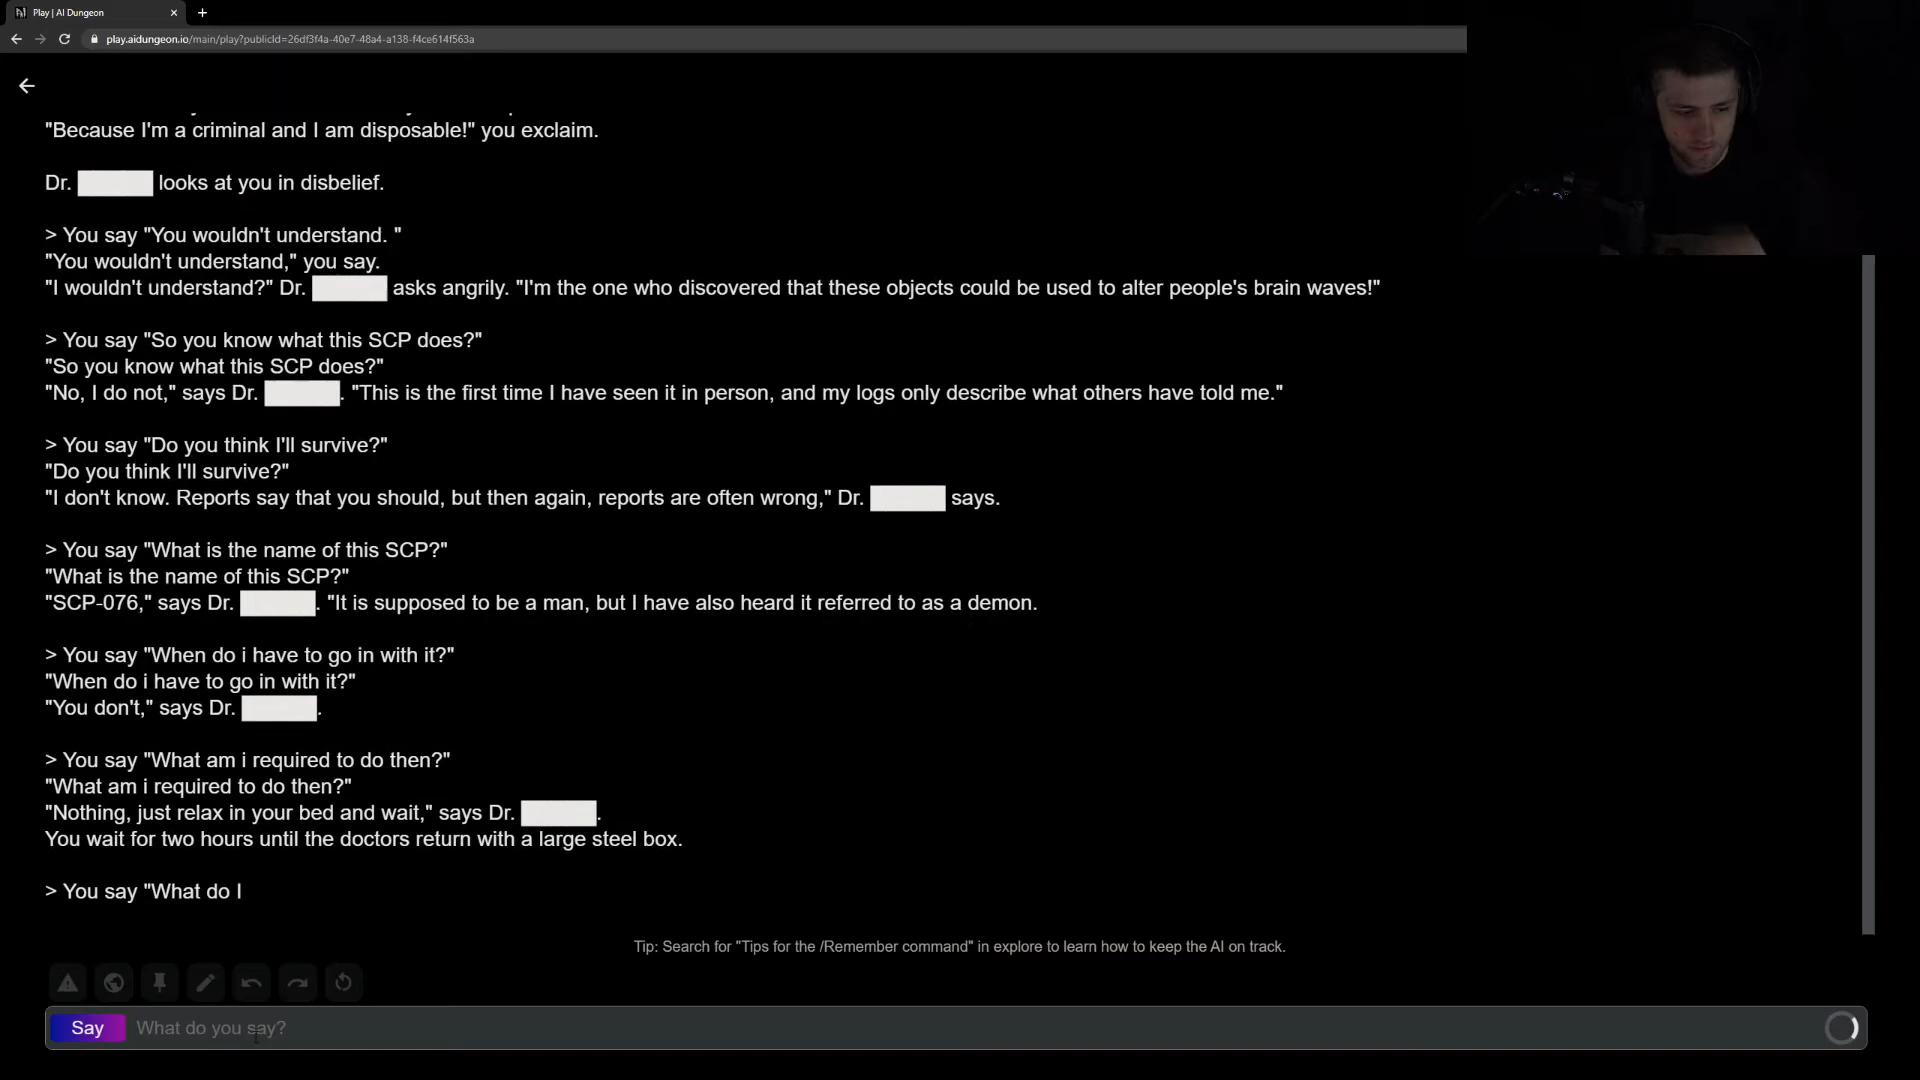 Play | AI Dungeon
play.aidungeon.io/main/play?publicId=26df3f4a-40e7-48a4-a138-f4ce614f563a
"Because I'm a criminal and I am disposable!" you exclaim.
Dr. looks at you in disbelief.
> You say "You wouldn't understand. "
"You wouldn't understand," you say.
"I wouldn't understand?" Dr. asks angrily. "I'm the one who discovered that these objects could be used to alter people's brain waves!"
> You say "So you know what this SCP does?"
"So you know what this SCP does?"
"No, I do not," says Dr. . "This is the first time I have seen it in person, and my logs only describe what others have told me."
> You say "Do you think I'll survive?"
"Do you think I'll survive?"
"I don't know. Reports say that you should, but then again, reports are often wrong," Dr. says.
> You say "What is the name of this SCP?"
"What is the name of this SCP?"
"SCP-076," says Dr. . "It is supposed to be a man, but I have also heard it referred to as a demon.
> You say "When do i have to go in with it?"
"When do i have to go in with it?"
"You don't," says Dr. .
> You say "What am i required to do then?"
"What am i required to do then?"
"Nothing, just relax in your bed and wait," says Dr. .
You wait for two hours until the doctors return with a large steel box.
> You say "What do I
Tip: Search for "Tips for the /Remember command" in explore to learn how to keep the AI on track.
Say What do you say?